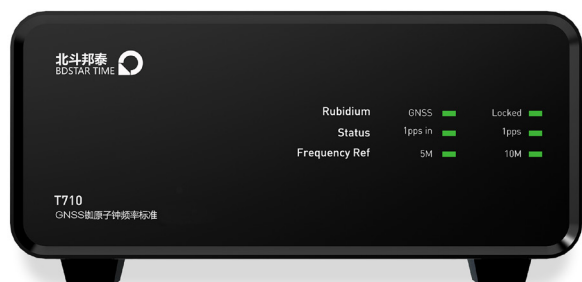 北斗邦泰
BDSTAR TIME
Rubidium GNSS Locked
Status 1pps in 1pps
Frequency Ref 5M 10M
T710
GNSS铷原子钟频率标准